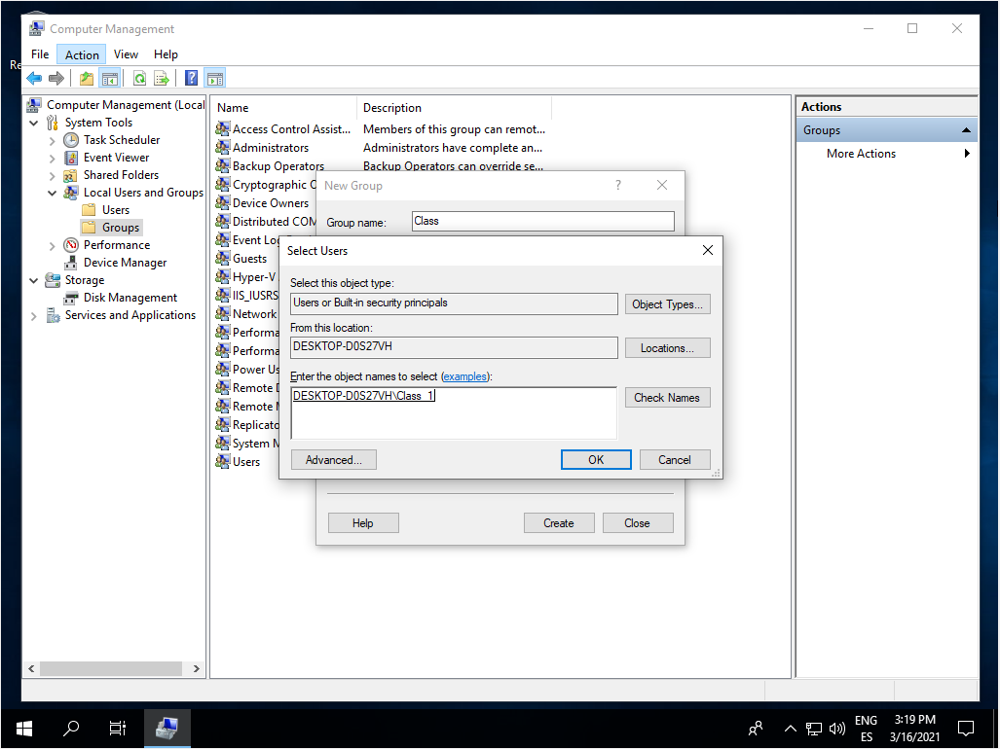 Re
Computer Management
File Action View Help
Computer Management (Local
System Tools
Task Scheduler
Event Viewer
Shared Folders
Local Users and Groups
Users
Groups
Performance
Device Manager
Storage
Disk Management
Services and Applications
Name Description
Access Control Assist... Members of this group can remot...
Administrators Administrators have complete an...
Backup Operators Backup Operators can override se...
Cryptographic O
Device Owners
Distributed COM
Event Log
Guests
Hyper-V
IIS_IUSRS
Network
Performa
Performa
Power Us
Remote D
Remote M
Replicato
System M
Users
Actions
Groups
More Actions
New Group
?
Group name: Class
Select Users
Select this object type:
Users or Built-in security principals
Object Types...
From this location:
DESKTOP-D0S27VH
Locations...
Enter the object names to select (examples):
DESKTOP-D0S27VH\Class_1
Check Names
Advanced... OK Cancel
Help Create Close
ENG
ES
3:19 PM
3/16/2021